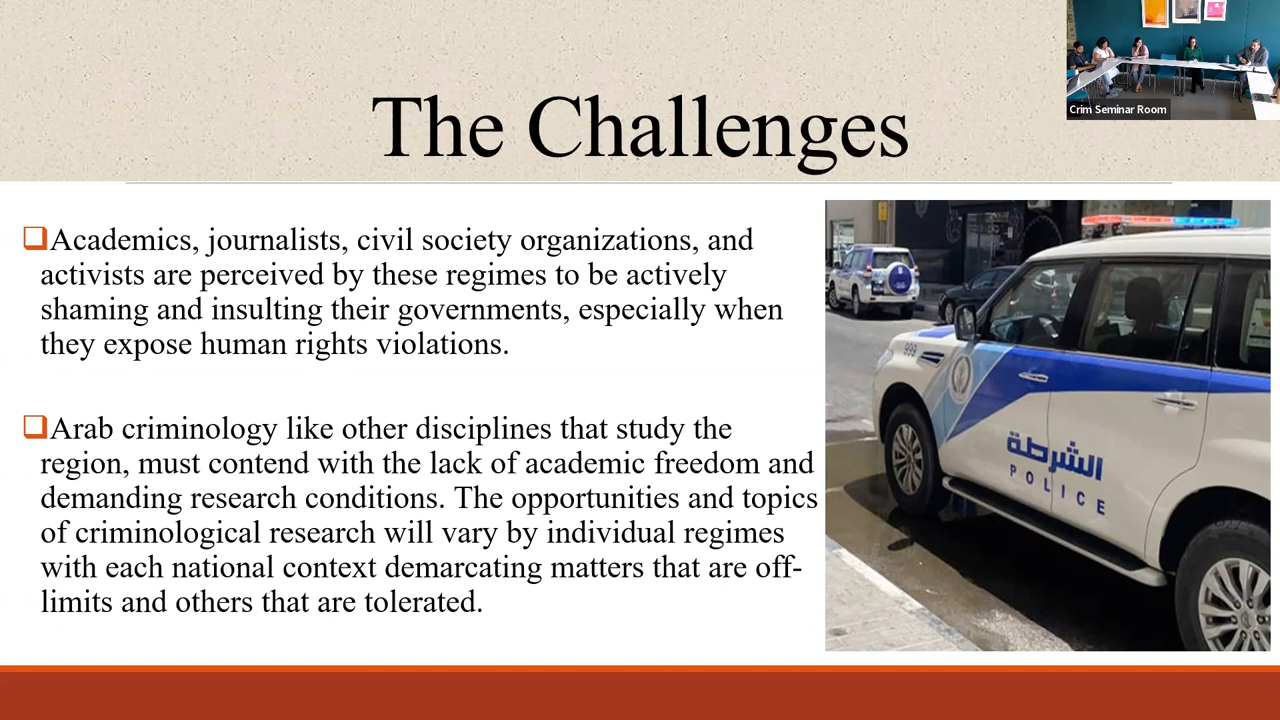 The Challenges
Crim Seminar Room
Academics, journalists, civil society organizations, and
activists are perceived by these regimes to be actively
shaming and insulting their governments, especially when
they expose human rights violations.
Arab criminology like other disciplines that study the
region, must contend with the lack of academic freedom and
demanding research conditions. The opportunities and topics
of criminological research will vary by individual regimes
with each national context demarcating matters that are off-
limits and others that are tolerated.
999
الشرطة
POLICE